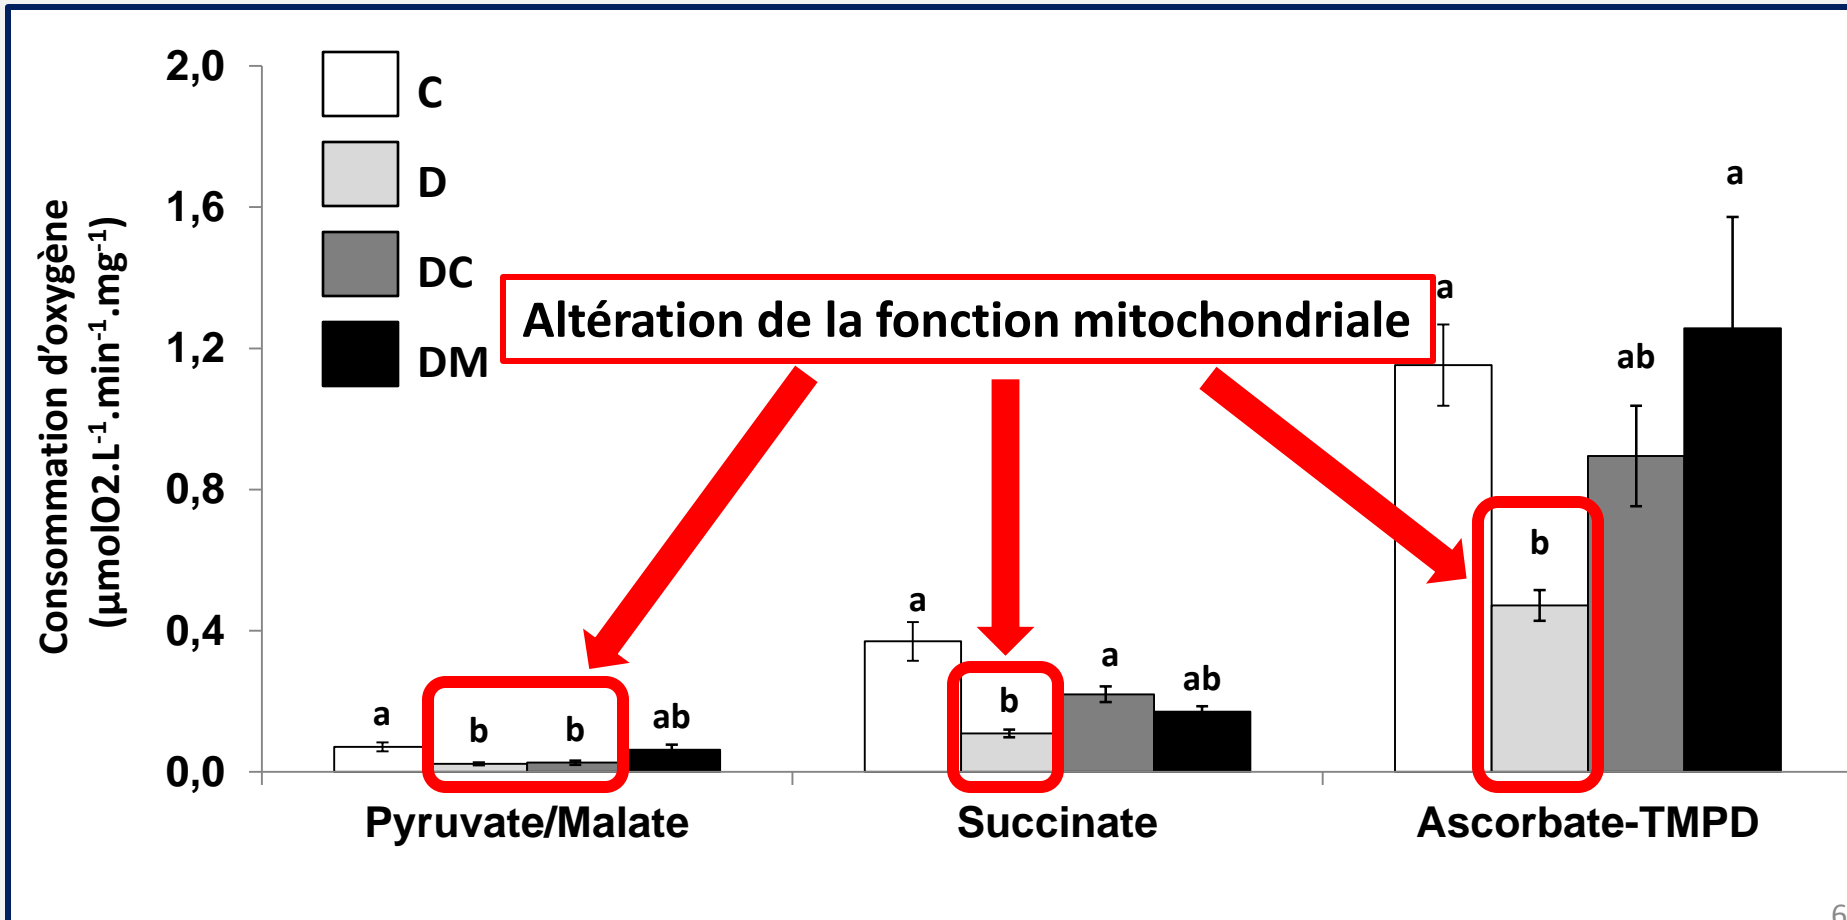 2,0
1,6
1,2
0,8
0,4
0,0
Consommation d'oxygène
(µmolO2.L⁻¹.min⁻¹.mg⁻¹)
C
D
DC
DM
Altération de la fonction mitochondriale
a
b
b
ab
a
b
a
ab
a
b
ab
a
Pyruvate/Malate
Succinate
Ascorbate-TMPD
6